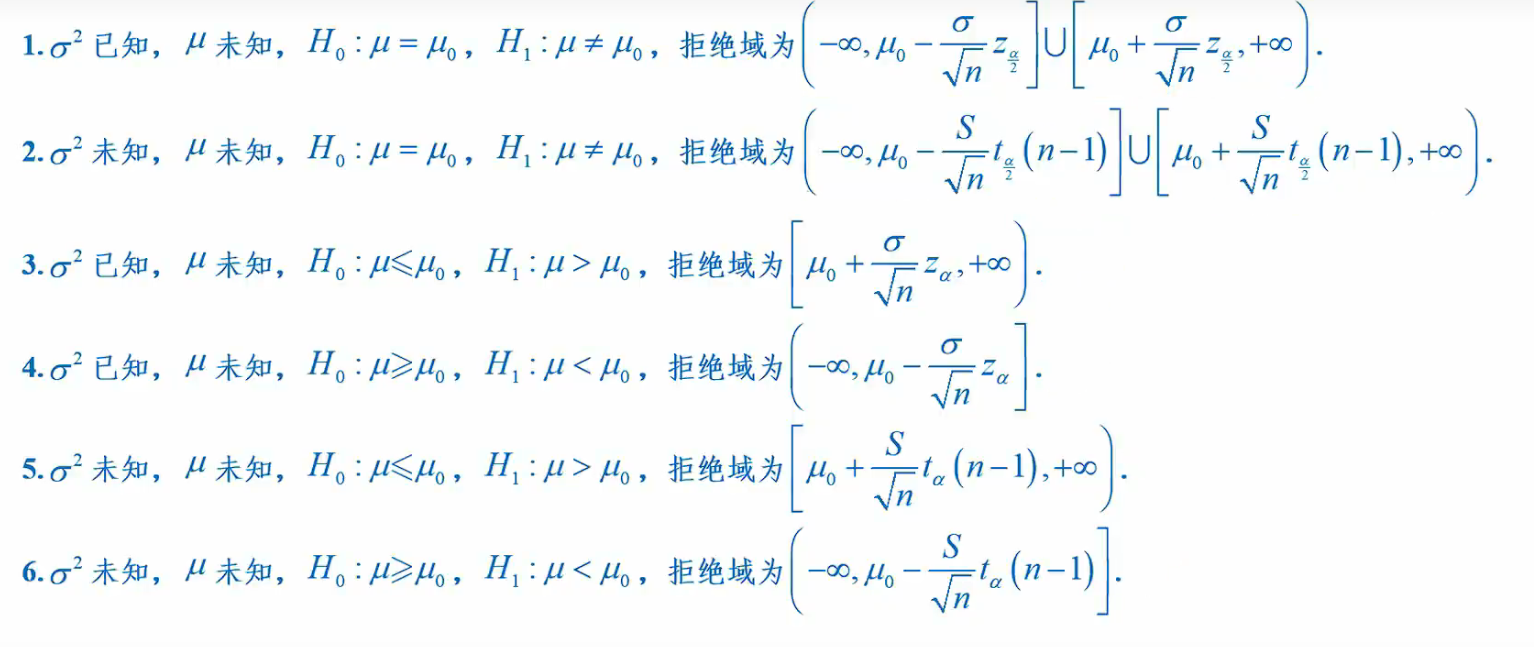 1. $\sigma^2$ 已知，$\mu$ 未知，$H_0:\mu=\mu_0$，$H_1:\mu\neq\mu_0$，拒绝域为$\left(-\infty,\mu_0-\frac{\sigma}{\sqrt{n}}z_{\frac{\alpha}{2}}\right]\cup\left[\mu_0+\frac{\sigma}{\sqrt{n}}z_{\frac{\alpha}{2}},+\infty\right)$.
2. $\sigma^2$ 未知，$\mu$ 未知，$H_0:\mu=\mu_0$，$H_1:\mu\neq\mu_0$，拒绝域为$\left(-\infty,\mu_0-\frac{S}{\sqrt{n}}t_{\frac{\alpha}{2}}(n-1)\right]\cup\left[\mu_0+\frac{S}{\sqrt{n}}t_{\frac{\alpha}{2}}(n-1),+\infty\right)$.
3. $\sigma^2$ 已知，$\mu$ 未知，$H_0:\mu\leqslant\mu_0$，$H_1:\mu>\mu_0$，拒绝域为$\left[\mu_0+\frac{\sigma}{\sqrt{n}}z_{\alpha},+\infty\right)$.
4. $\sigma^2$ 已知，$\mu$ 未知，$H_0:\mu\geqslant\mu_0$，$H_1:\mu<\mu_0$，拒绝域为$\left(-\infty,\mu_0-\frac{\sigma}{\sqrt{n}}z_{\alpha}\right]$.
5. $\sigma^2$ 未知，$\mu$ 未知，$H_0:\mu\leqslant\mu_0$，$H_1:\mu>\mu_0$，拒绝域为$\left[\mu_0+\frac{S}{\sqrt{n}}t_{\alpha}(n-1),+\infty\right)$.
6. $\sigma^2$ 未知，$\mu$ 未知，$H_0:\mu\geqslant\mu_0$，$H_1:\mu<\mu_0$，拒绝域为$\left(-\infty,\mu_0-\frac{S}{\sqrt{n}}t_{\alpha}(n-1)\right]$.